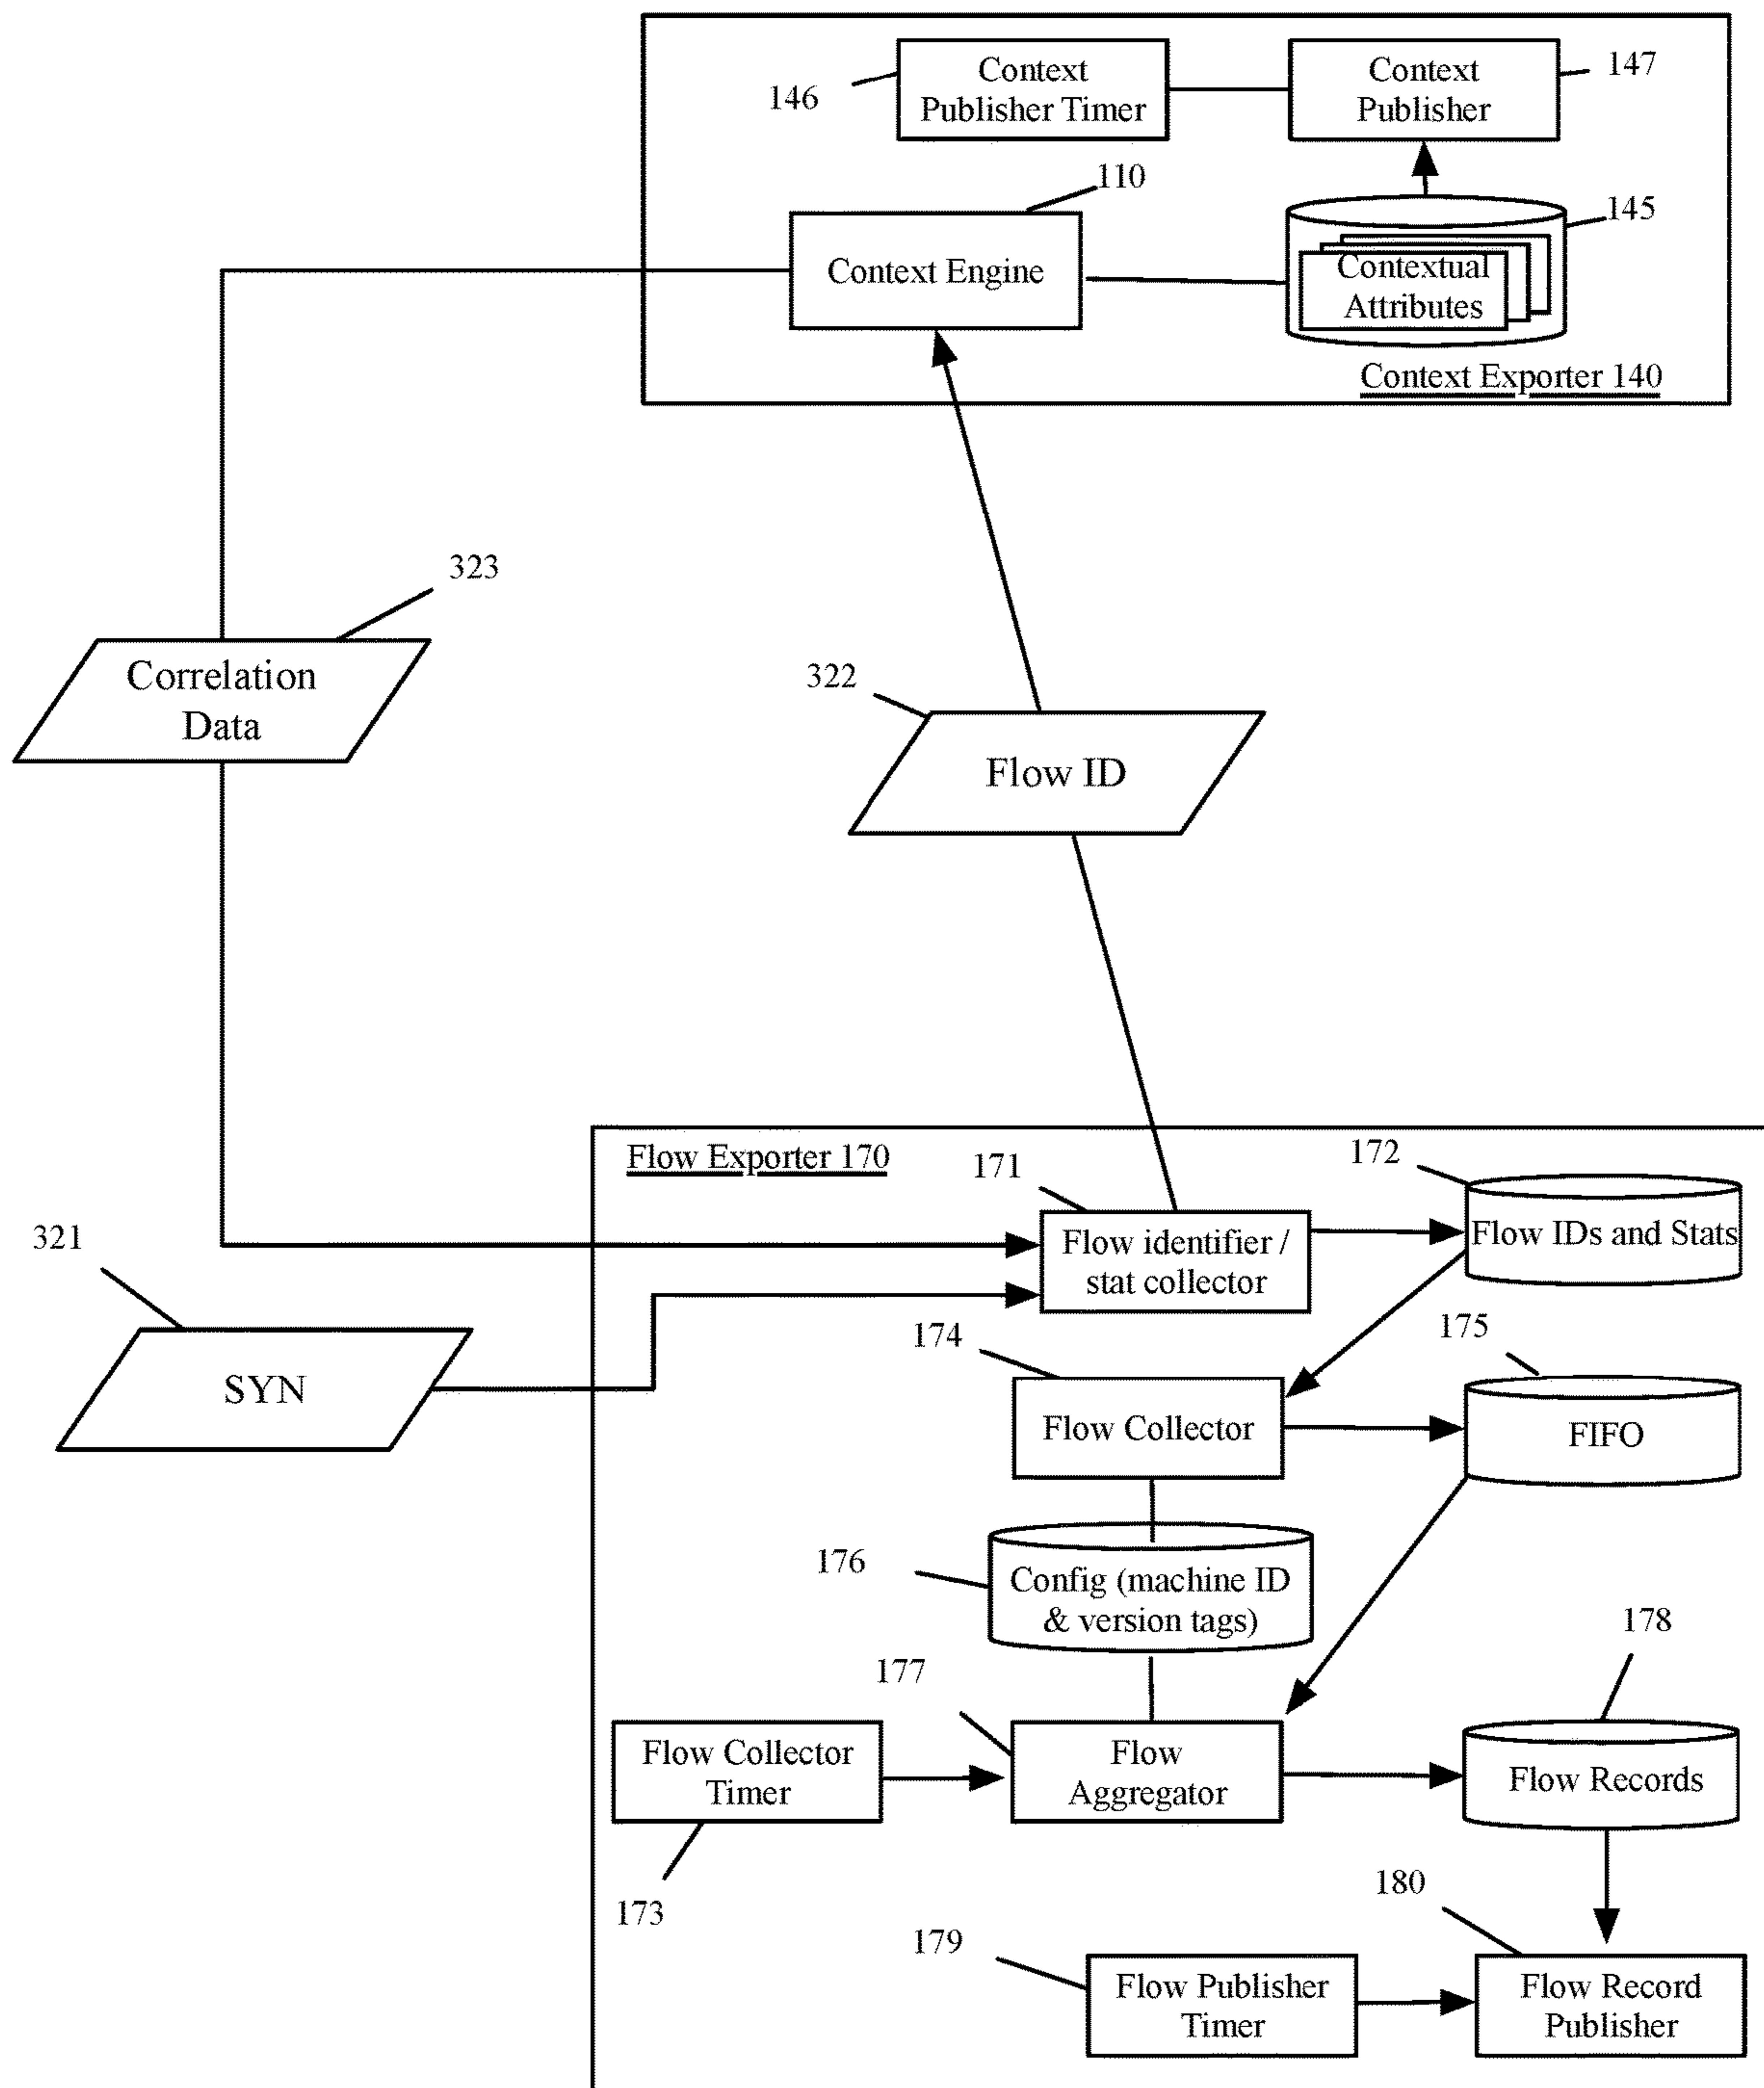 Context
Publisher Timer
146
Context
Publisher
147
110
Context Engine
145
Contextual
Attributes
Context Exporter 140
323
Correlation
Data
322
Flow ID
Flow Exporter 170
171
172
Flow identifier /
stat collector
Flow IDs and Stats
321
SYN
174
175
Flow Collector
FIFO
176
Config (machine ID
& version tags)
177
178
Flow Collector
Timer
Flow
Aggregator
Flow Records
173
179
180
Flow Publisher
Timer
Flow Record
Publisher